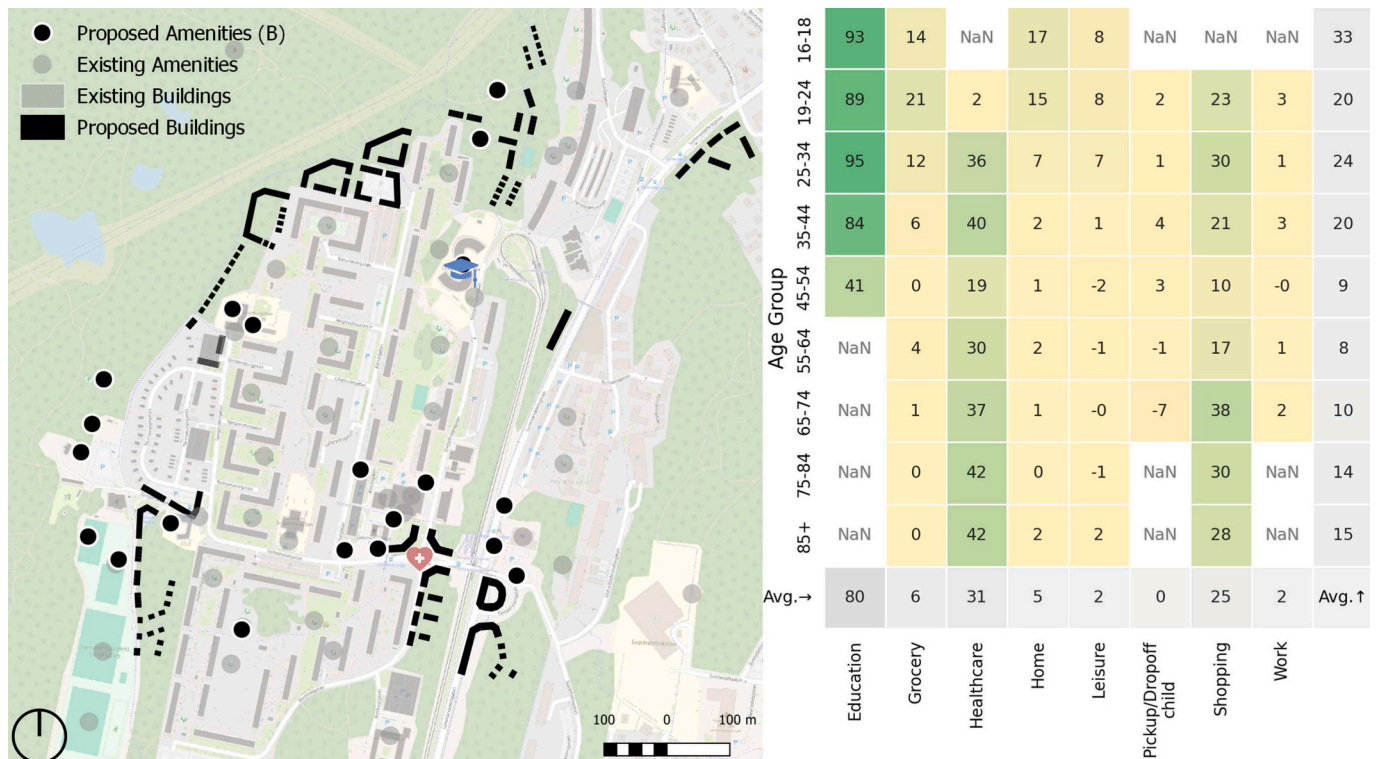 Proposed Amenities (B)
Existing Amenities
Existing Buildings
Proposed Buildings
100 0 100 m
Age Group
16-18 93 14 NaN 17 8 NaN NaN NaN 33
19-24 89 21 2 15 8 2 23 3 20
25-34 95 12 36 7 7 1 30 1 24
35-44 84 6 40 2 1 4 21 3 20
45-54 41 0 19 1 -2 3 10 -0 9
55-64 NaN 4 30 2 -1 -1 17 1 8
65-74 NaN 1 37 1 -0 -7 38 2 10
75-84 NaN 0 42 0 -1 NaN 30 NaN 14
85+ NaN 0 42 2 2 NaN 28 NaN 15
Avg.→ 80 6 31 5 2 0 25 2 Avg.↑
Education
Grocery
Healthcare
Home
Leisure
Pickup/Dropoff
child
Shopping
Work